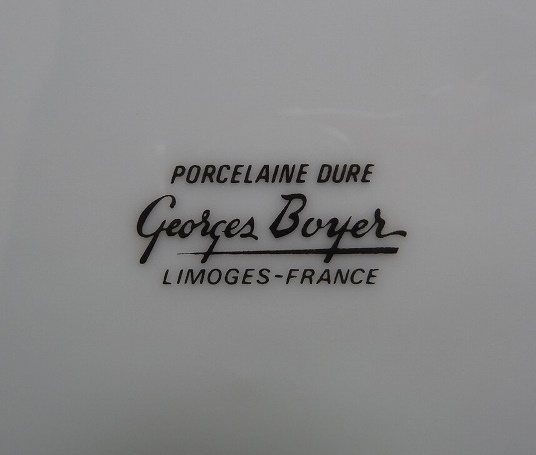 PORCELAINE DURE
Georges Boyer
LIMOGES-FRANCE